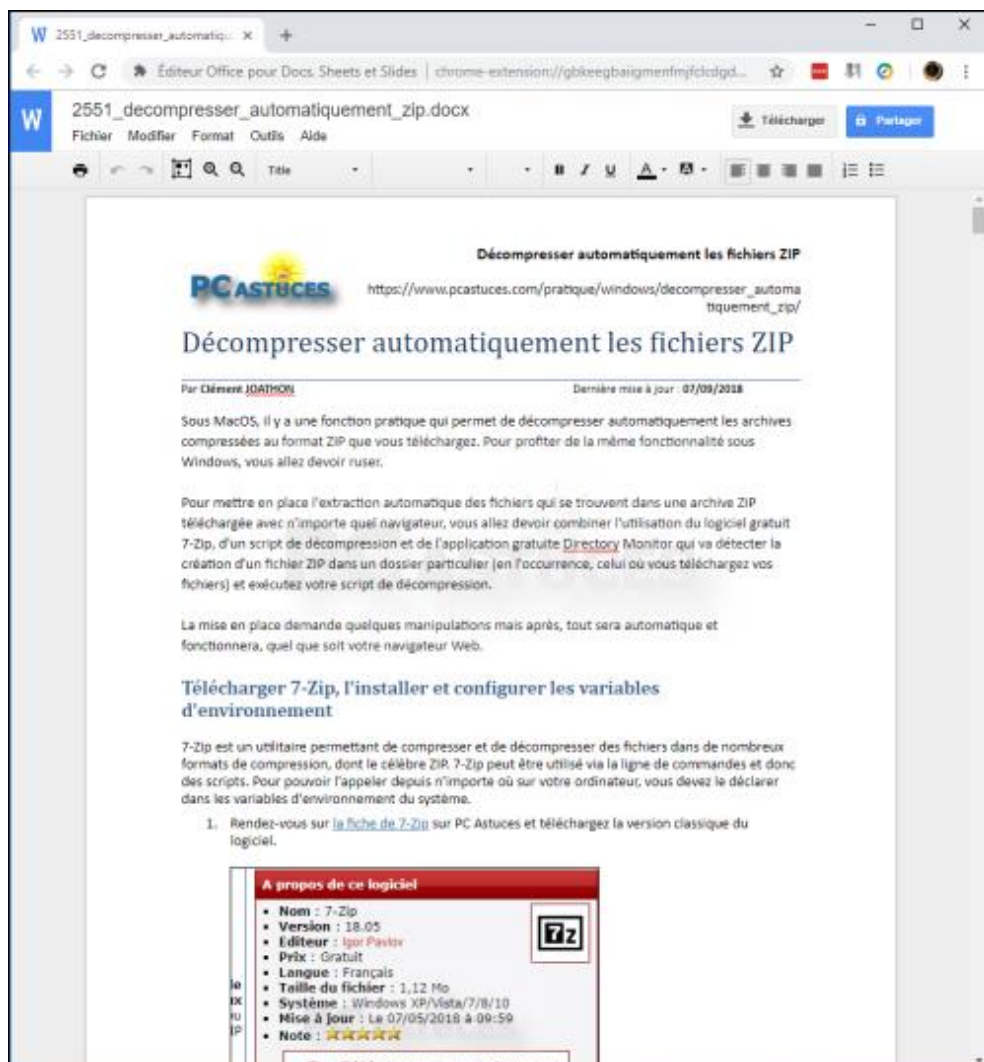 2551_decompresser_automatiq
Éditeur Office pour Docs, Sheets et Slides | chrome-extension://gbkeegbaiigmenfmjfclcdgd...
W 2551_decompresser_automatiquement_zip.docx
Fichier Modifier Format Outils Aide
Télécharger Partager
Title
Décompresser automatiquement les fichiers ZIP
PC ASTUCES
https://www.pcastuces.com/pratique/windows/decompresser_automa
tiquement_zip/
Décompresser automatiquement les fichiers ZIP
Par Clément JOATHON Dernière mise à jour : 07/09/2018
Sous MacOS, il y a une fonction pratique qui permet de décompresser automatiquement les archives
compressées au format ZIP que vous téléchargez. Pour profiter de la même fonctionnalité sous
Windows, vous allez devoir ruser.
Pour mettre en place l'extraction automatique des fichiers qui se trouvent dans une archive ZIP
téléchargée avec n'importe quel navigateur, vous allez devoir combiner l'utilisation du logiciel gratuit
7-Zip, d'un script de décompression et de l'application gratuite Directory Monitor qui va détecter la
création d'un fichier ZIP dans un dossier particulier (en l'occurrence, celui où vous téléchargez vos
fichiers) et exécutez votre script de décompression.
La mise en place demande quelques manipulations mais après, tout sera automatique et
fonctionnera, quel que soit votre navigateur Web.
Télécharger 7-Zip, l'installer et configurer les variables
d'environnement
7-Zip est un utilitaire permettant de compresser et de décompresser des fichiers dans de nombreux
formats de compression, dont le célèbre ZIP. 7-Zip peut être utilisé via la ligne de commandes et donc
des scripts. Pour pouvoir l'appeler depuis n'importe où sur votre ordinateur, vous devez le déclarer
dans les variables d'environnement du système.
1. Rendez-vous sur la fiche de 7-Zip sur PC Astuces et téléchargez la version classique du
logiciel.
A propos de ce logiciel
• Nom : 7-Zip
• Version : 18.05
• Editeur : Igor Pavlov
• Prix : Gratuit
• Langue : Français
• Taille du fichier : 1,12 Mo
• Système : Windows XP/Vista/7/8/10
• Mise à jour : Le 07/05/2018 à 09:59
• Note :
7z